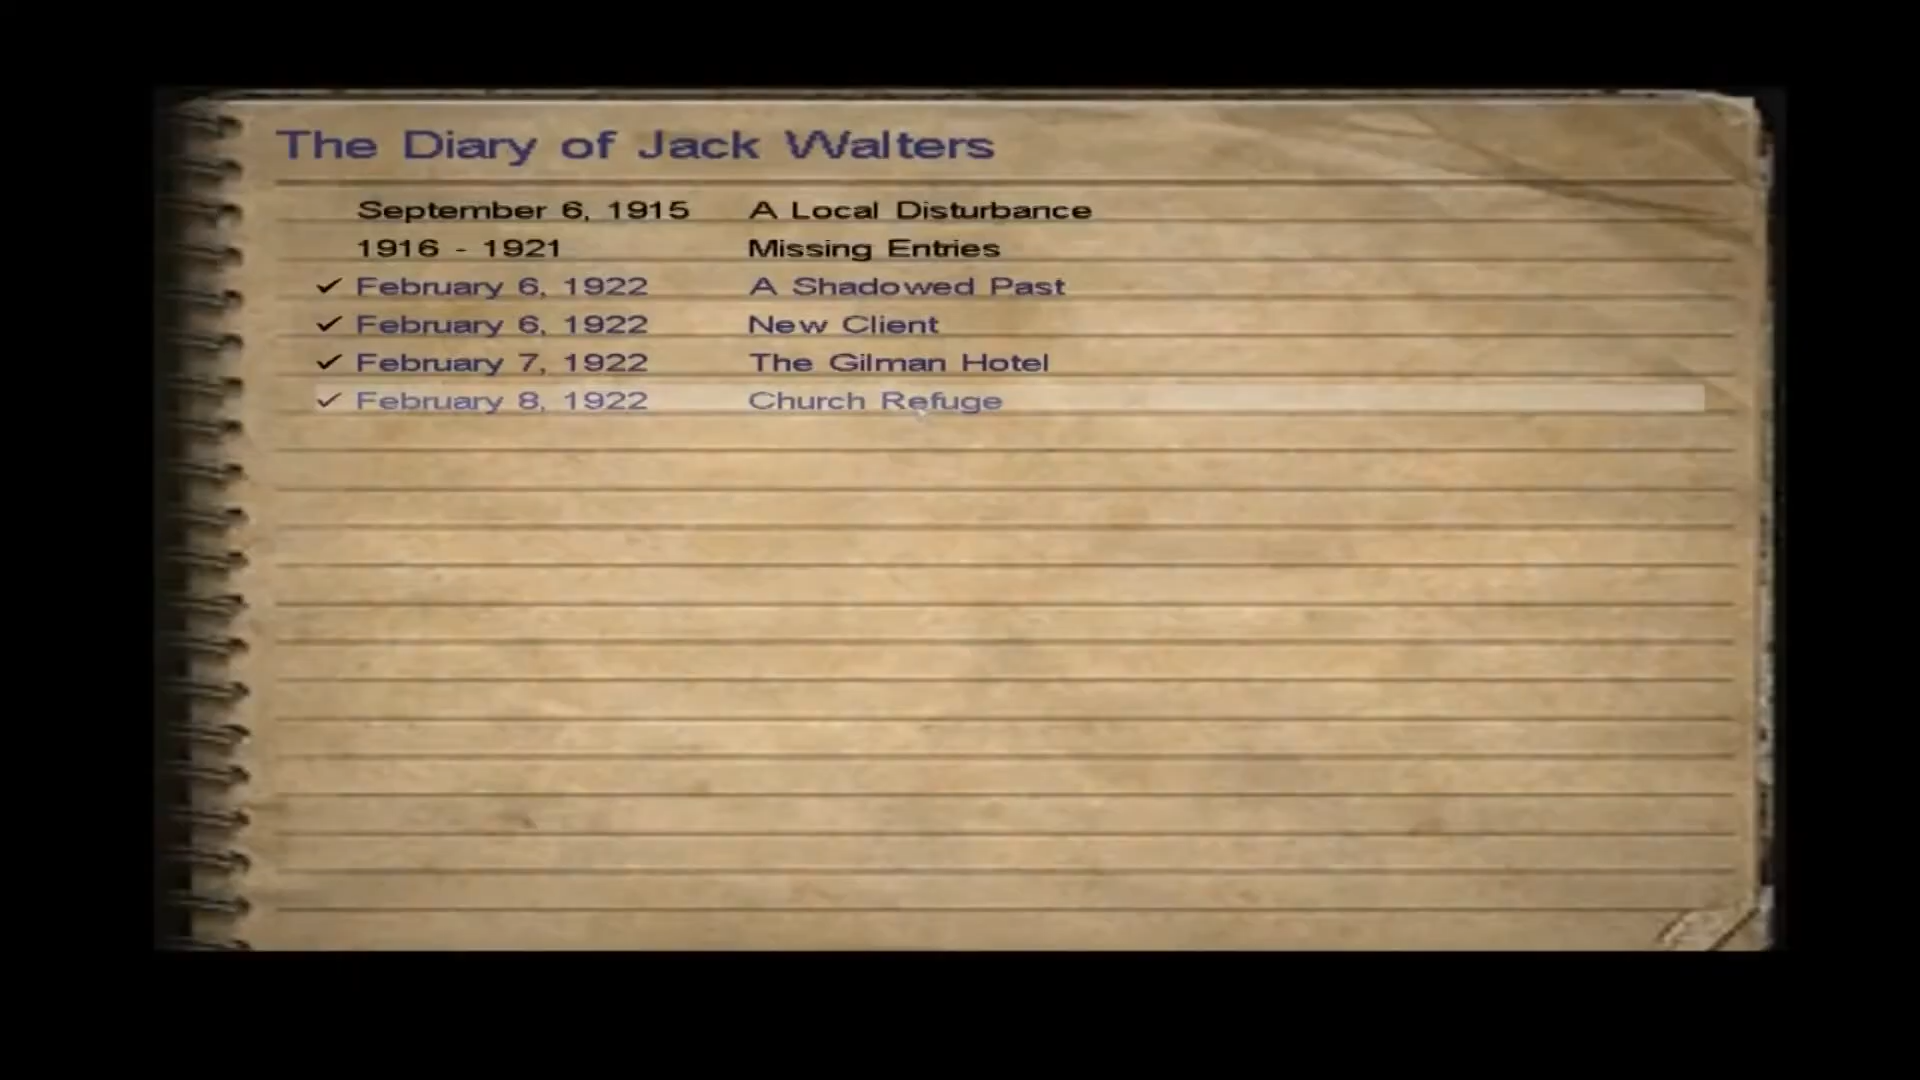 The Diary of Jack Walters
September 6, 1915 A Local Disturbance
1916 - 1921 Missing Entries
✓ February 6, 1922 A Shadowed Past
✓ February 6, 1922 New Client
✓ February 7, 1922 The Gilman Hotel
✓ February 8, 1922 Church Refuge